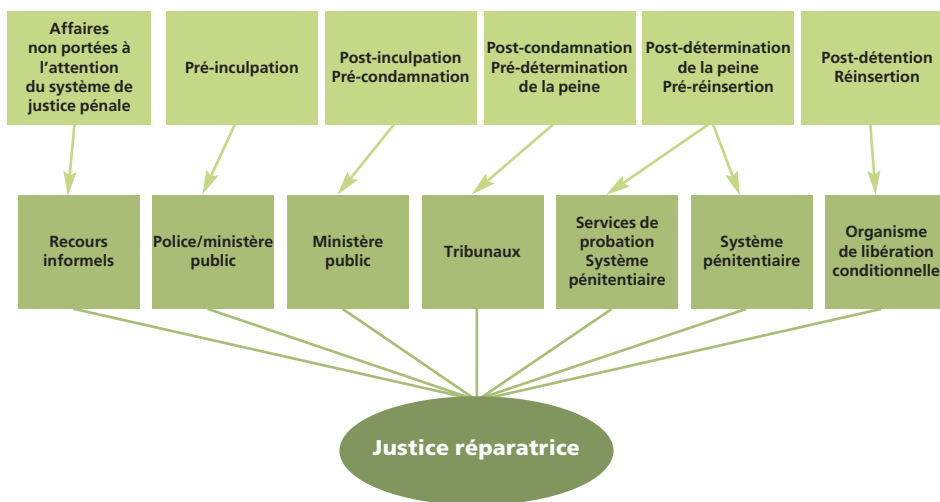 Affaires
non portées à
l’attention
du système de
justice pénale
Pré-inculpation
Post-inculpation
Pré-condamnation
Post-condamnation
Pré-détermination
de la peine
Post-détermination
de la peine
Pré-réinsertion
Post-détention
Réinsertion
Recours
informels
Police/ministère
public
Ministère
public
Tribunaux
Services de
probation
Système
pénitentiaire
Système
pénitentiaire
Organisme
de libération
conditionnelle
Justice réparatrice